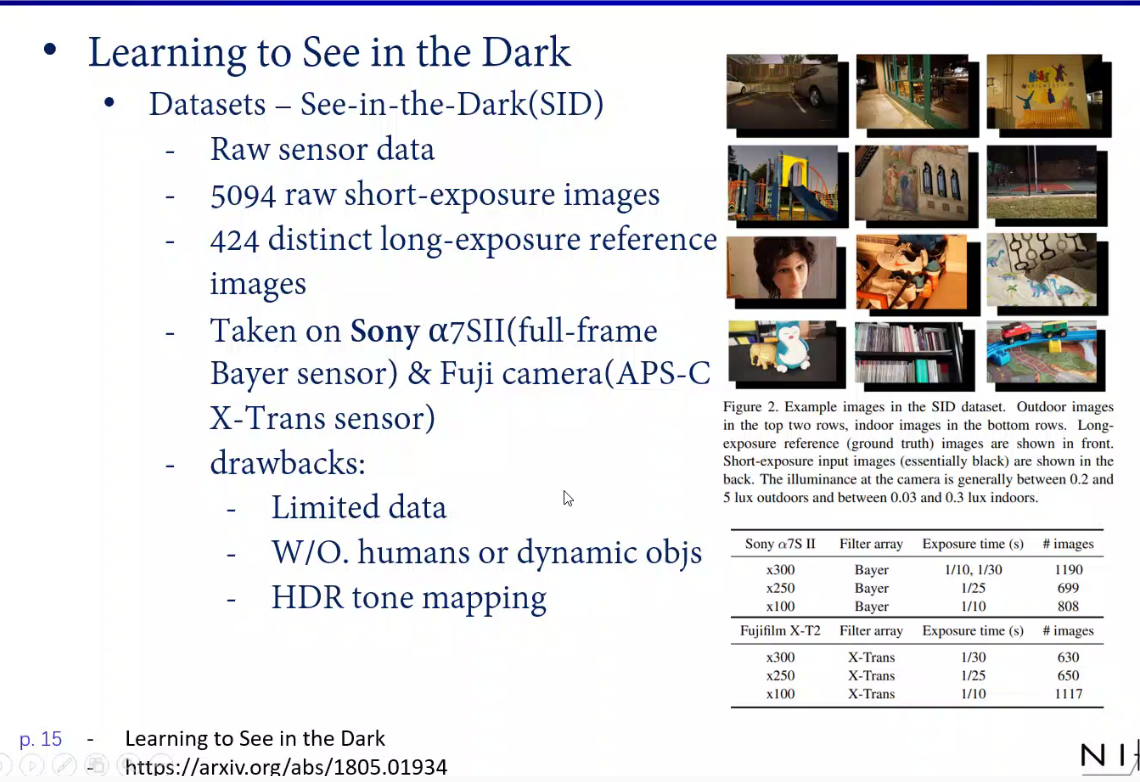 • Learning to See in the Dark
• Datasets – See-in-the-Dark(SID)
- Raw sensor data
- 5094 raw short-exposure images
- 424 distinct long-exposure reference
images
- Taken on Sony α7SII(full-frame
Bayer sensor) & Fuji camera(APS-C
X-Trans sensor)
- drawbacks:
- Limited data
- W/O. humans or dynamic objs
- HDR tone mapping
Figure 2. Example images in the SID dataset. Outdoor images
in the top two rows, indoor images in the bottom rows. Long-
exposure reference (ground truth) images are shown in front.
Short-exposure input images (essentially black) are shown in the
back. The illuminance at the camera is generally between 0.2 and
5 lux outdoors and between 0.03 and 0.3 lux indoors.
Sony α7S II Filter array Exposure time (s) # images
x300 Bayer 1/10, 1/30 1190
x250 Bayer 1/25 699
x100 Bayer 1/10 808
Fujifilm X-T2 Filter array Exposure time (s) # images
x300 X-Trans 1/30 630
x250 X-Trans 1/25 650
x100 X-Trans 1/10 1117
p. 15 - Learning to See in the Dark
- https://arxiv.org/abs/1805.01934